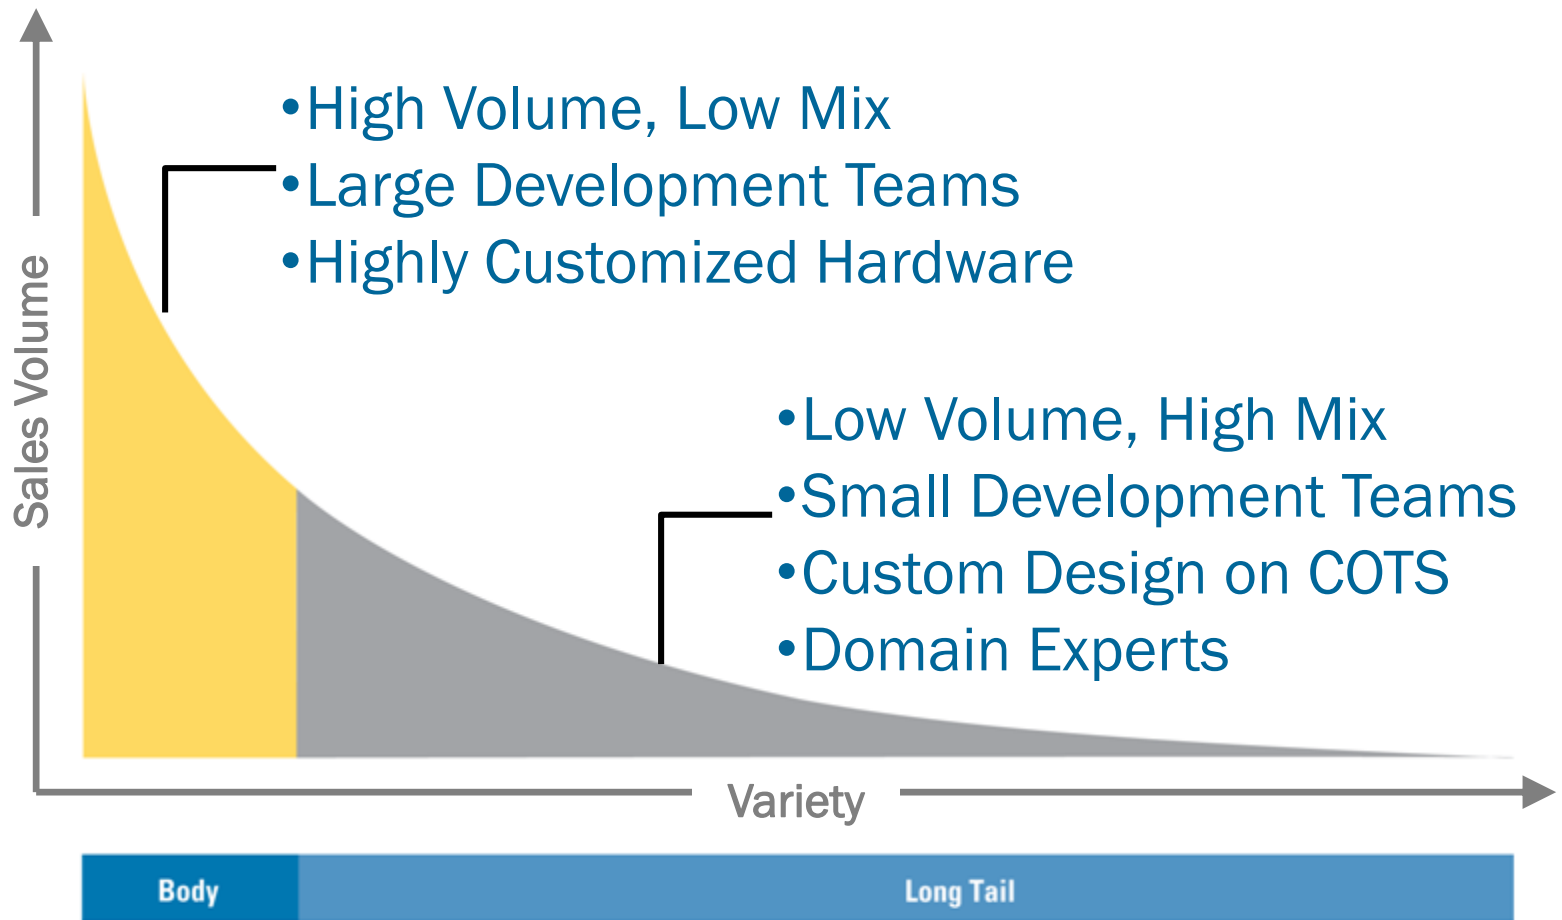 •High Volume, Low Mix
•Large Development Teams
•Highly Customized Hardware
Sales Volume
•Low Volume, High Mix
•Small Development Teams
•Custom Design on COTS
•Domain Experts
Variety
Body
Long Tail